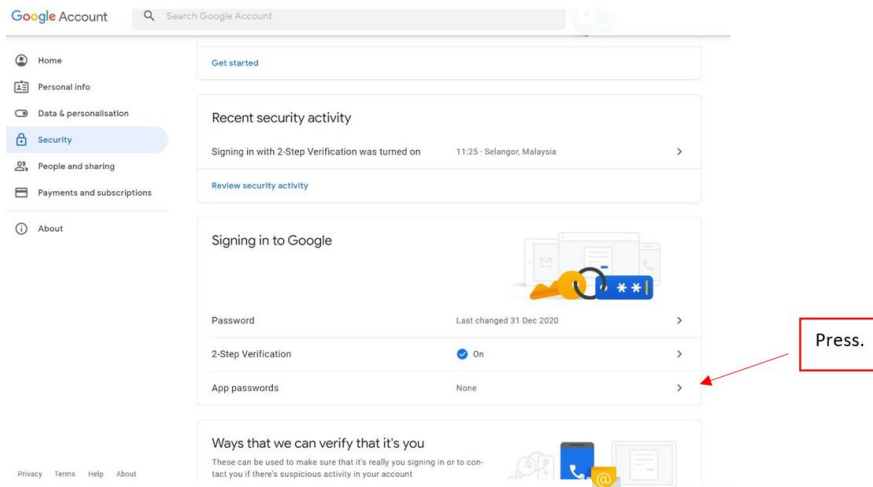 Google Account
Search Google Account
Home
Personal info
Data & personalisation
Security
People and sharing
Payments and subscriptions
About
Get started
Recent security activity
Signing in with 2-Step Verification was turned on 11:25 · Selangor, Malaysia
Review security activity
Signing in to Google
**
Password Last changed 31 Dec 2020
2-Step Verification On
App passwords None
Press.
Ways that we can verify that it's you
These can be used to make sure that it's really you signing in or to con-
tact you if there's suspicious activity in your account
@
Privacy Terms Help About